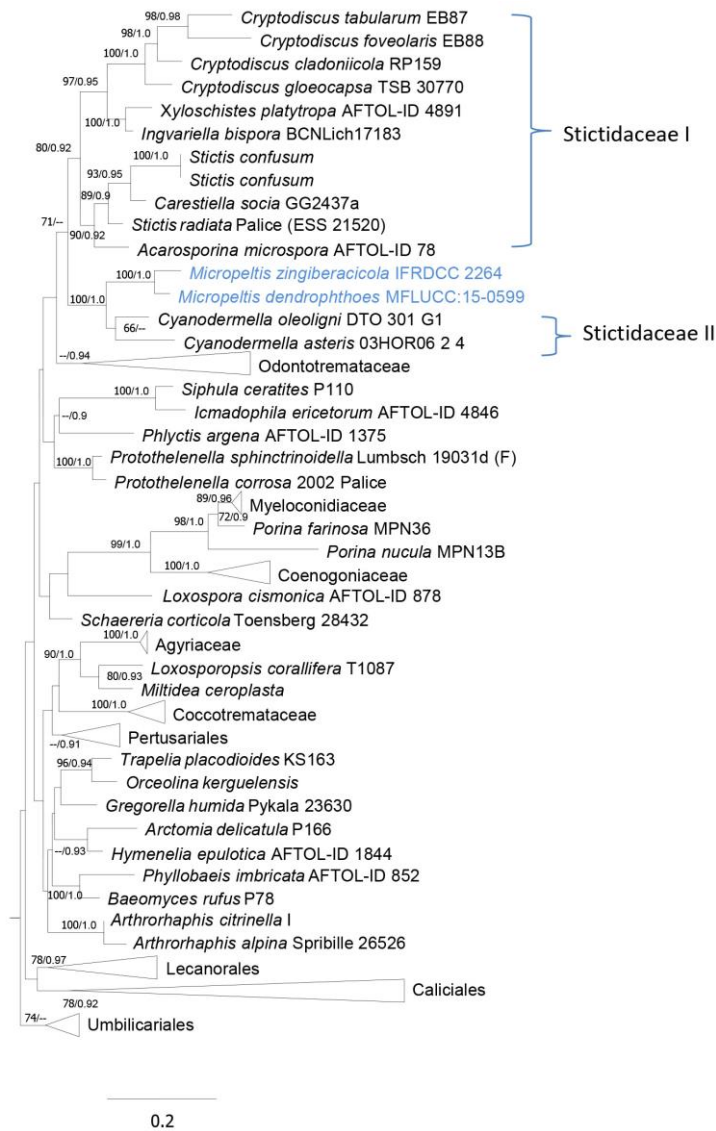 98/0.98
Cryptodiscus tabularum EB87
98/1.0
Cryptodiscus foveolaris EB88
100/1.0
Cryptodiscus cladoniicola RP159
97/0.95
Cryptodiscus gloeocapsa TSB 30770
Xyloschistes platytropa AFTOL-ID 4891
100/1.0
Ingvariella bispora BCNLich17183
Stictidaceae I
80/0.92
100/1.0
Stictis confusum
93/0.95
Stictis confusum
89/0.9
Carestiella socia GG2437a
71/--
Stictis radiata Palice (ESS 21520)
90/0.92
Acarosporina microspora AFTOL-ID 78
100/1.0
Micropeltis zingiberacicola IFRDCC 2264
100/1.0
Micropeltis dendrophthoes MFLUCC:15-0599
Cyanodermella oleoligni DTO 301 G1
66/--
Cyanodermella asteris 03HOR06 2 4
Stictidaceae II
--/0.94
Odontotremataceae
100/1.0
Siphula ceratites P110
--/0.9
Icmadophila ericetorum AFTOL-ID 4846
Phlyctis argena AFTOL-ID 1375
100/1.0
Protothelenella sphinctrinoidella Lumbsch 19031d (F)
Protothelenella corrosa 2002 Palice
89/0.96
Myeloconidiaceae
98/1.0
72/0.9
Porina farinosa MPN36
99/1.0
Porina nucula MPN13B
100/1.0
Coenogoniaceae
Loxospora cismonica AFTOL-ID 878
Schaereria corticola Toensberg 28432
100/1.0
Agyriaceae
90/1.0
Loxosporopsis corallifera T1087
80/0.93
Miltidea ceroplasta
100/1.0
Coccotremataceae
--/0.91
Pertusariales
96/0.94
Trapelia placodioides KS163
Orceolina kerguelensis
Gregorella humida Pykala 23630
Arctomia delicatula P166
--/0.93
Hymenelia epulotica AFTOL-ID 1844
Phyllobaeis imbricata AFTOL-ID 852
100/1.0
Baeomyces rufus P78
Arthrorhaphis citrinella I
100/1.0
Arthrorhaphis alpina Spribille 26526
78/0.97
Lecanorales
78/0.92
Caliciales
74/--
Umbilicariales
0.2